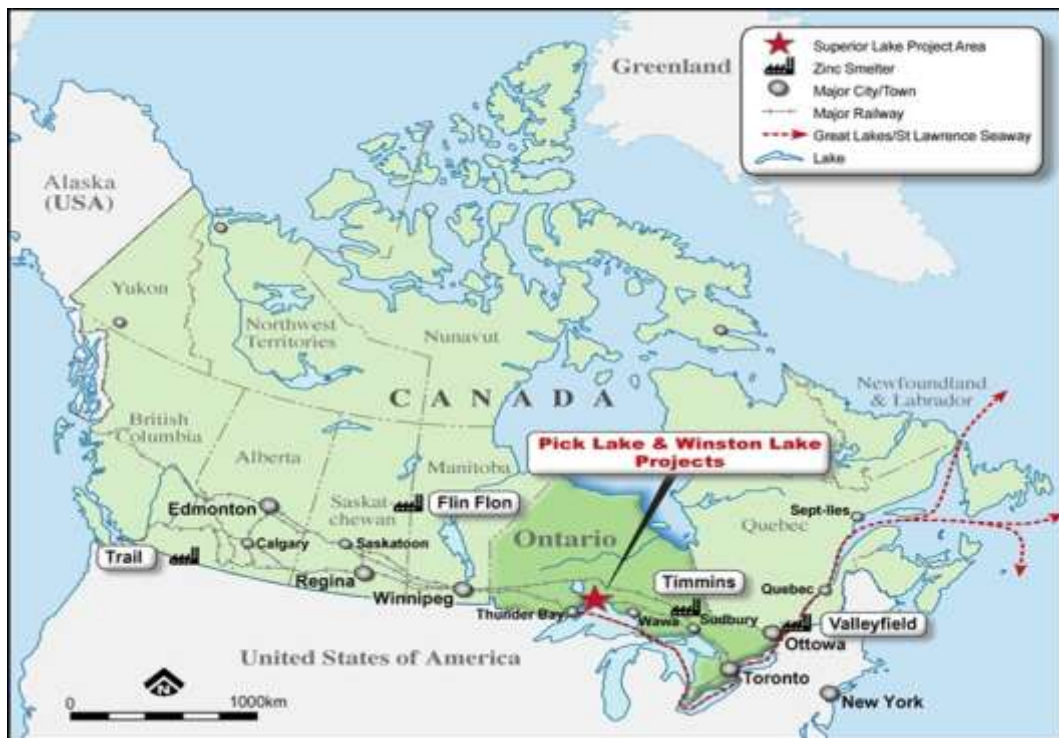 Superior Lake Project Area
Zinc Smelter
Major City/Town
Major Railway
Great Lakes/St Lawrence Seaway
Lake
Greenland
Alaska
(USA)
Yukon
Northwest
Territories
Nunavut
CANADA
Newfoundland
& Labrador
British
Columbia
Alberta
Saskat-
chewan
Manitoba
Pick Lake & Winston Lake
Projects
Edmonton
Flin Flon
Sept-Iles
Quebec
Ontario
Trail
Calgary
Saskatoon
Regina
Winnipeg
Thunder Bay
Timmins
Wawa
Sudbury
Quebec
Valleyfield
Ottowa
Toronto
New York
United States of America
N
0
1000km